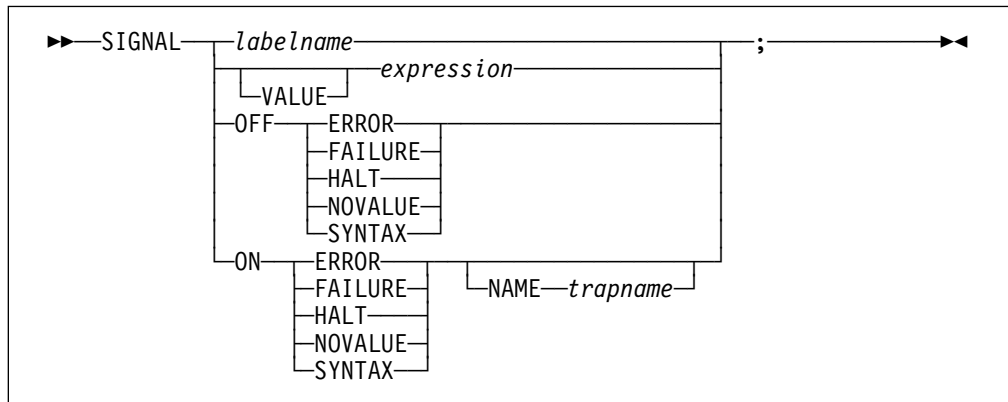 SIGNAL labelname ;
VALUE expression
OFF ERROR
FAILURE
HALT
NOVALUE
SYNTAX
ON ERROR
FAILURE NAME trapname
HALT
NOVALUE
SYNTAX